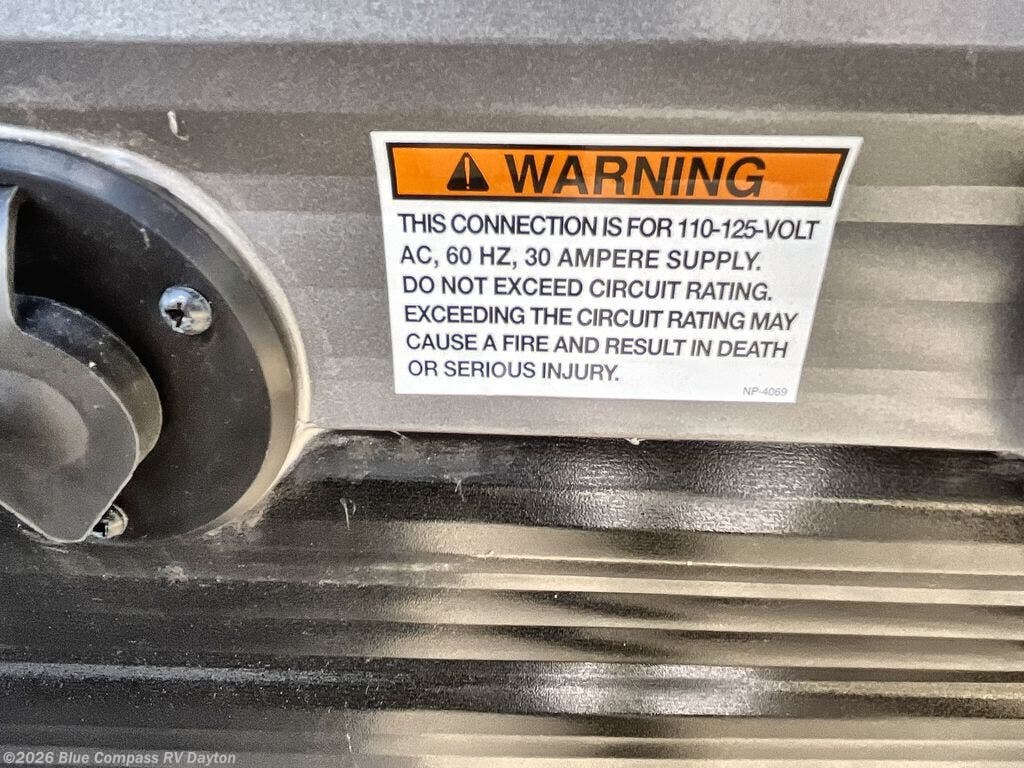 WARNING
THIS CONNECTION IS FOR 110-125-VOLT
AC, 60 HZ, 30 AMPERE SUPPLY.
DO NOT EXCEED CIRCUIT RATING.
EXCEEDING THE CIRCUIT RATING MAY
CAUSE A FIRE AND RESULT IN DEATH
OR SERIOUS INJURY.
NP-4069
©2026 Blue Compass RV Dayton